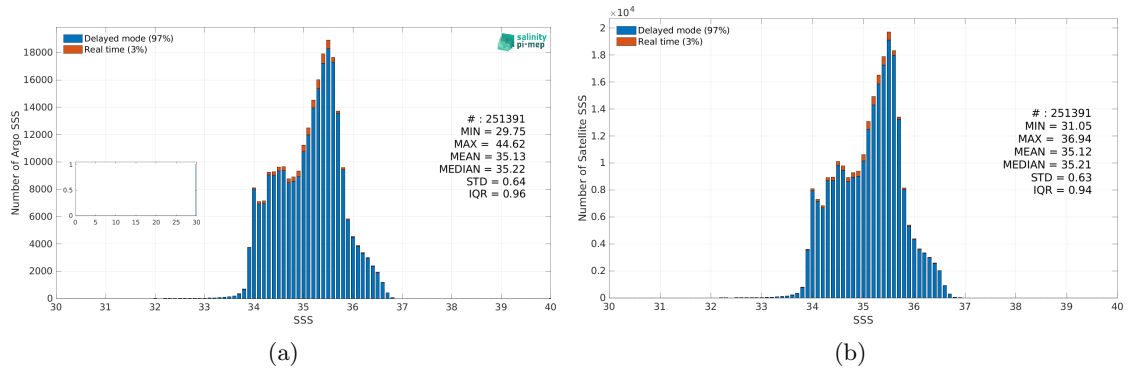 Delayed mode (97%)
Real time (3%)
salinity
pi-mep
18000
16000
14000
12000
10000
8000
6000
4000
2000
0
Number of Argo SSS
# : 251391
MIN = 29.75
MAX = 44.62
MEAN = 35.13
MEDIAN = 35.22
STD = 0.64
IQR = 0.96
1
0.5
0
0 5 10 15 20 25 30
30 31 32 33 34 35 36 37 38 39 40
SSS
(a)
×10⁴
Delayed mode (97%)
Real time (3%)
2
1.8
1.6
1.4
1.2
1
0.8
0.6
0.4
0.2
0
Number of Satellite SSS
# : 251391
MIN = 31.05
MAX = 36.94
MEAN = 35.12
MEDIAN = 35.21
STD = 0.63
IQR = 0.94
30 31 32 33 34 35 36 37 38 39 40
SSS
(b)